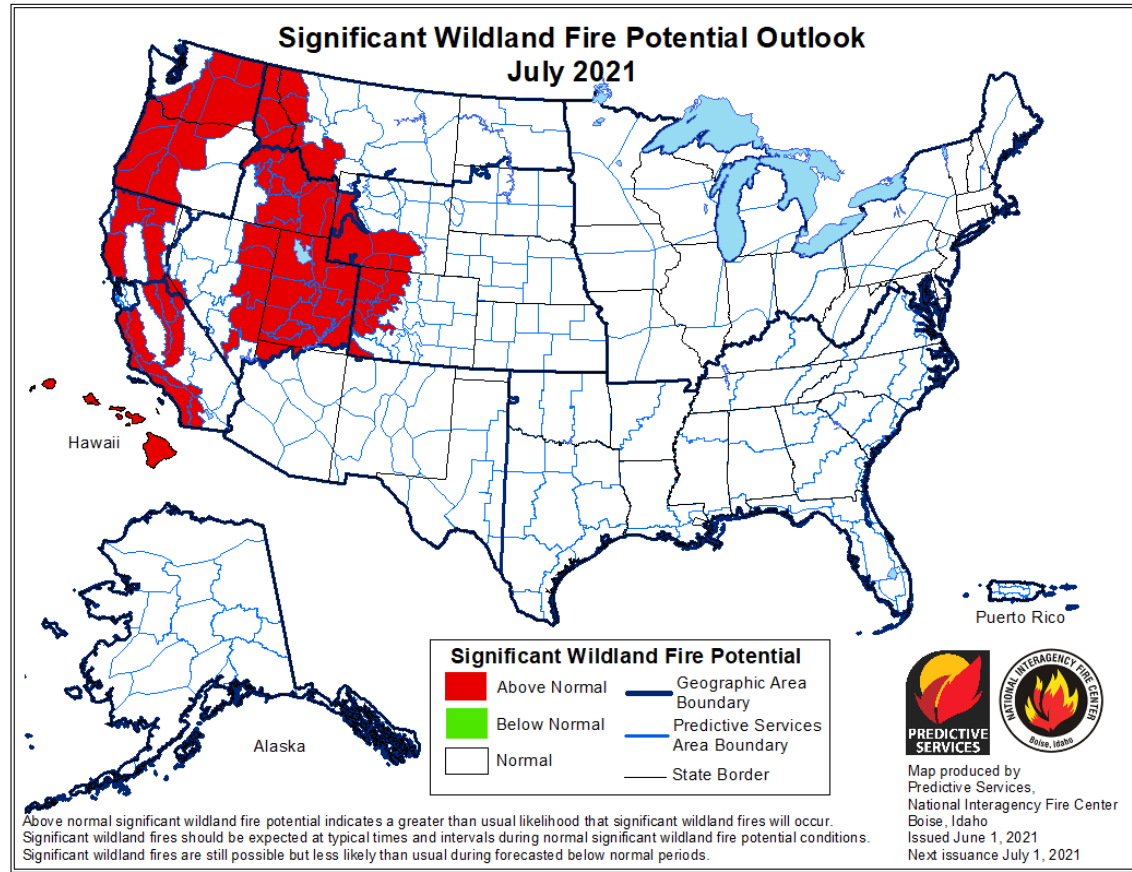 Significant Wildland Fire Potential Outlook
July 2021
Hawaii
Alaska
Puerto Rico
Significant Wildland Fire Potential
Above Normal
Below Normal
Normal
Geographic Area
Boundary
Predictive Services
Area Boundary
State Border
PREDICTIVE
SERVICES
NATIONAL INTERAGENCY FIRE CENTER
Boise, Idaho
Map produced by
Predictive Services,
National Interagency Fire Center
Boise, Idaho
Issued June 1, 2021
Next issuance July 1, 2021
Above normal significant wildland fire potential indicates a greater than usual likelihood that significant wildland fires will occur.
Significant wildland fires should be expected at typical times and intervals during normal significant wildland fire potential conditions.
Significant wildland fires are still possible but less likely than usual during forecasted below normal periods.